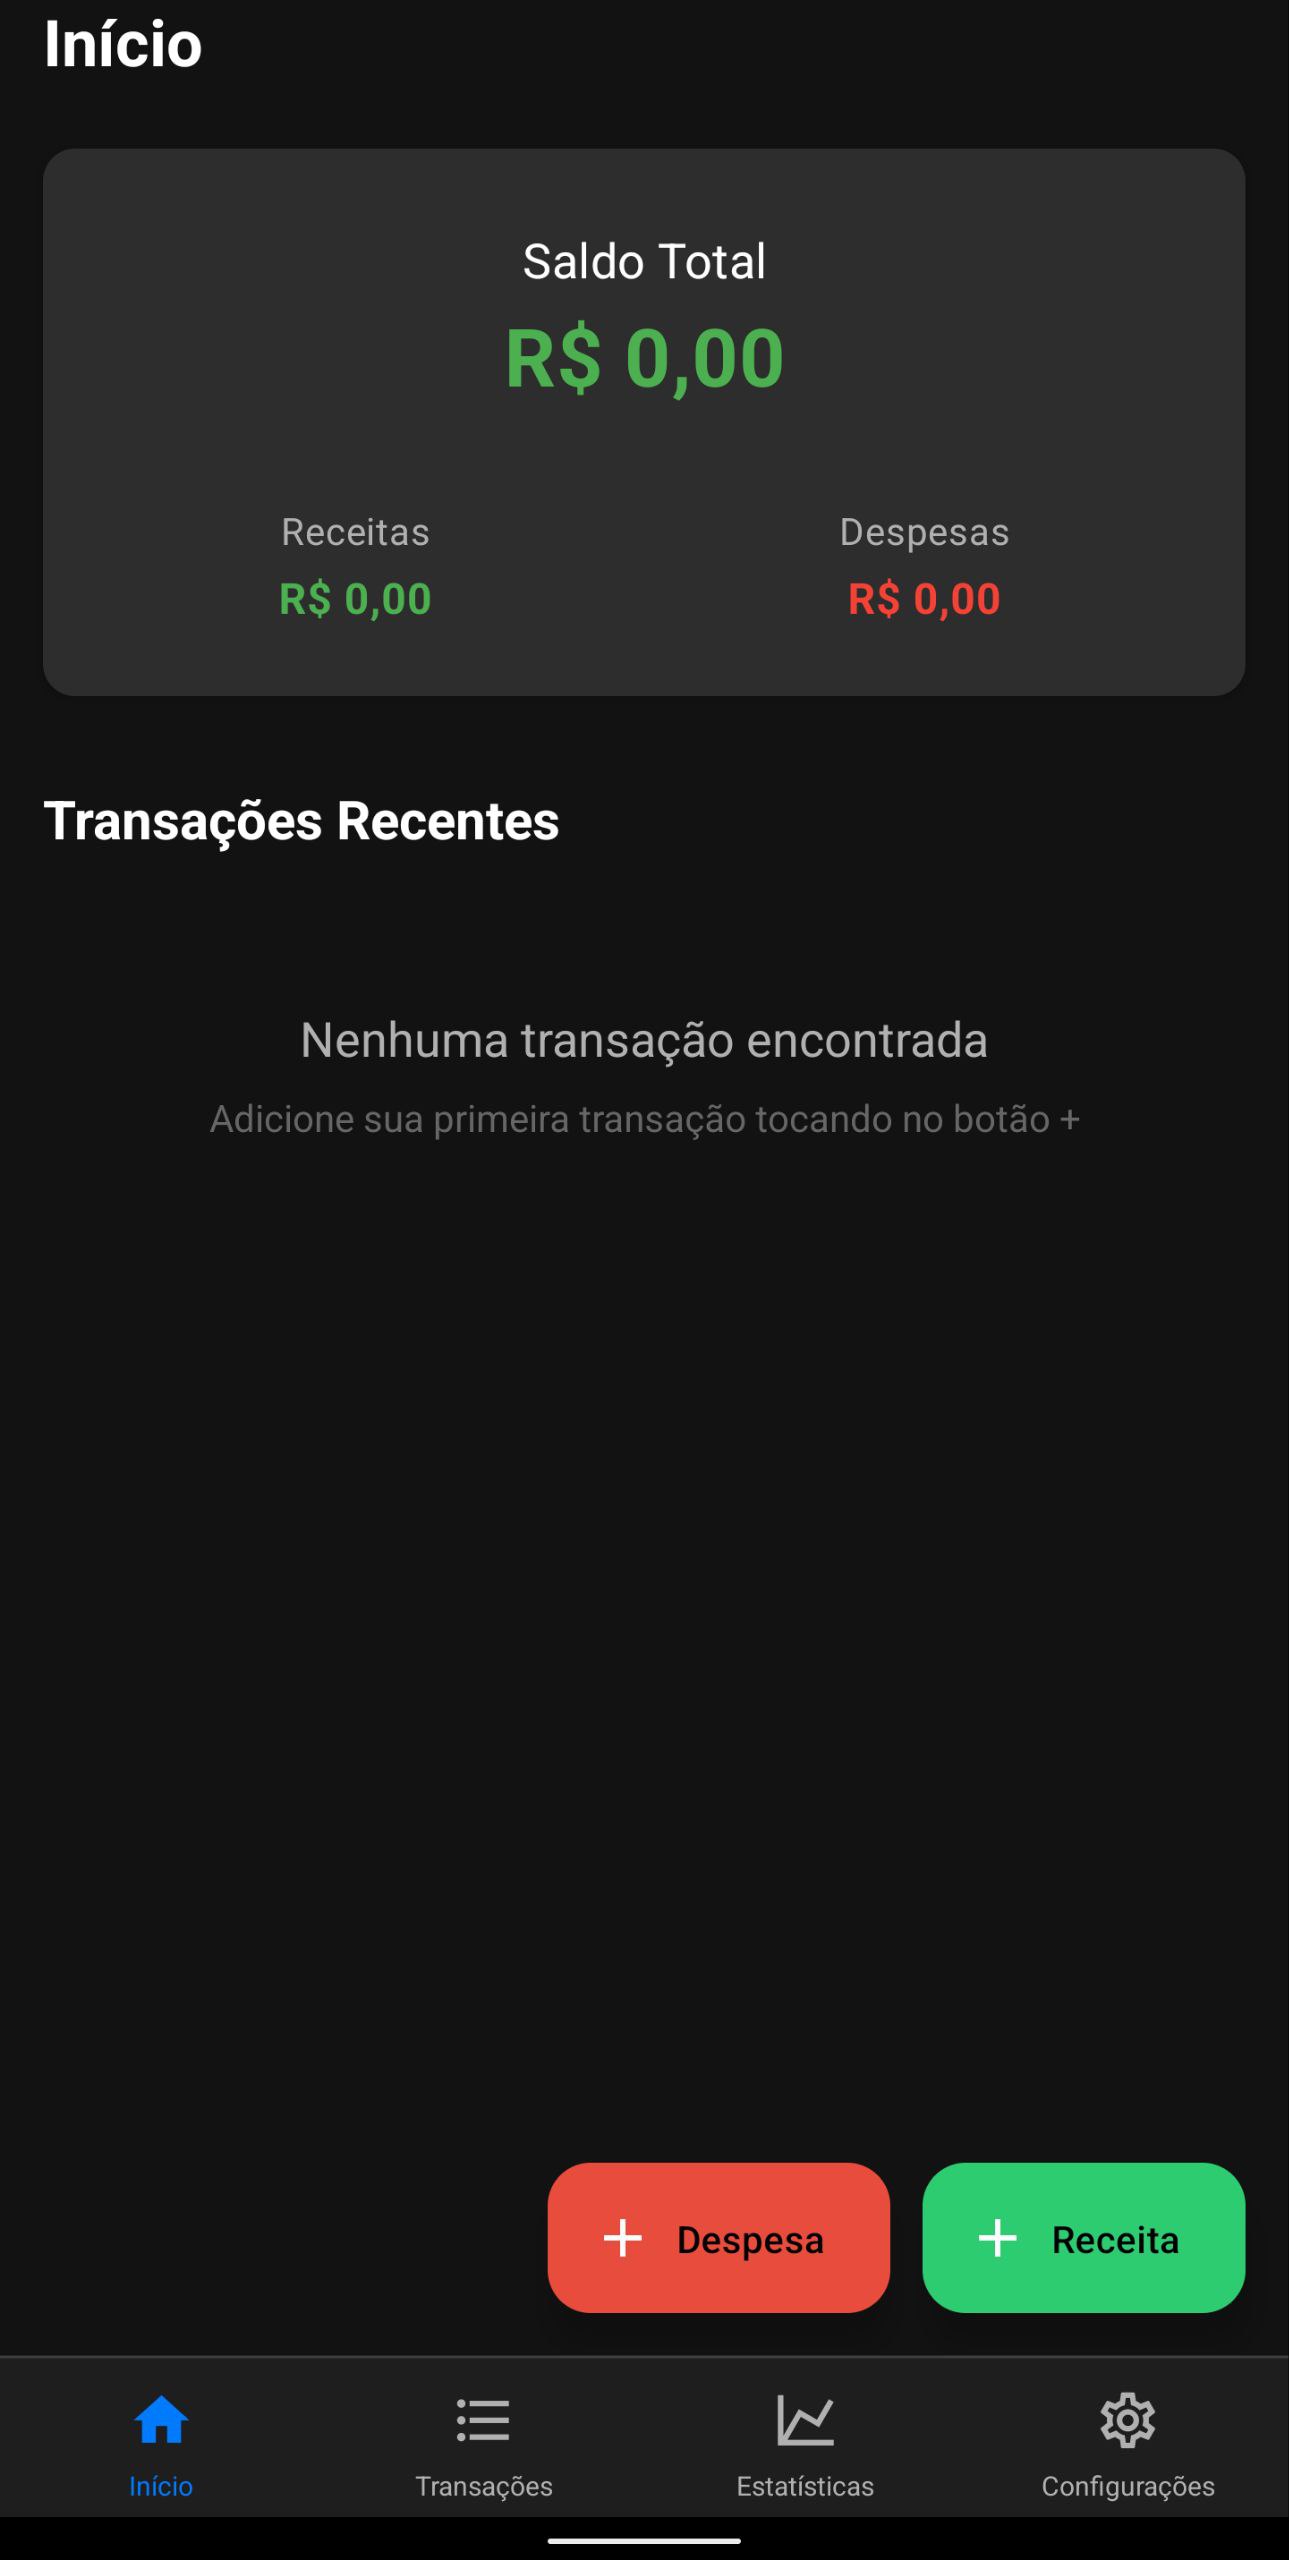 Início
Saldo Total
R$ 0,00
Receitas
Despesas
R$ 0,00
R$ 0,00
Transações Recentes
Nenhuma transação encontrada
Adicione sua primeira transação tocando no botão +
+ Despesa
+ Receita
Início
Transações
Estatísticas
Configurações